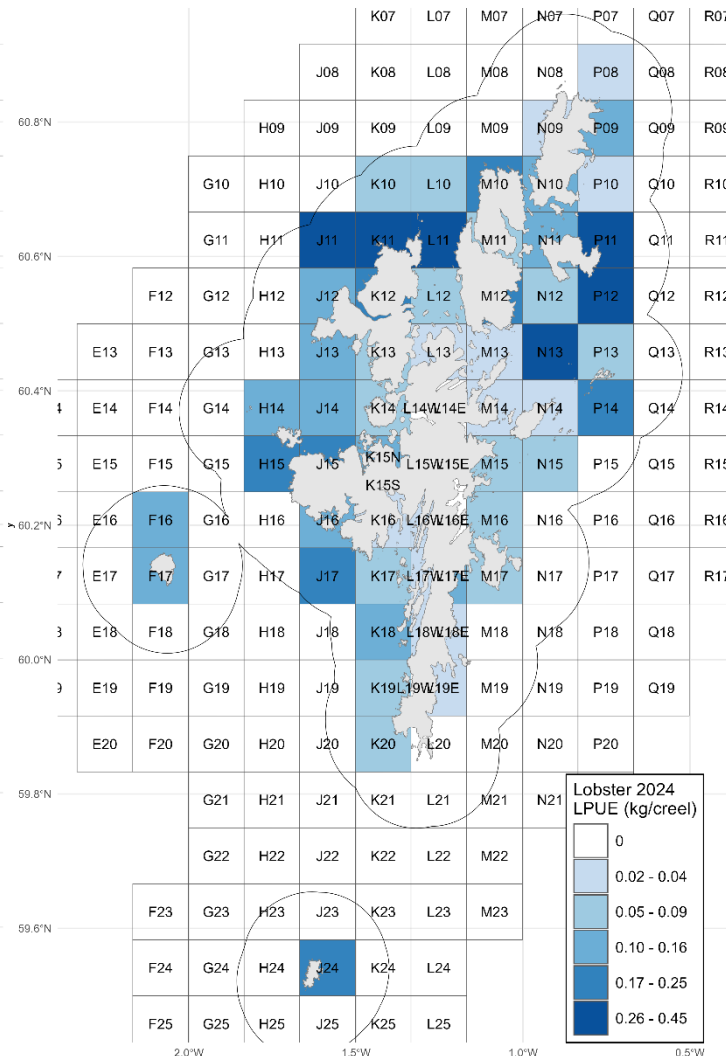 K07 L07 M07 N07 P07 Q07 R07
J08 K08 L08 M08 N08 P08 Q08 R08
60.8°N H09 J09 K09 L09 M09 N09 P09 Q09 R09
G10 H10 J10 K10 L10 M10 N10 P10 Q10 R10
60.6°N G11 H11 J11 K11 L11 M11 N11 P11 Q11 R11
F12 G12 H12 J12 K12 L12 M12 N12 P12 Q12 R12
E13 F13 G13 H13 J13 K13 L13 M13 N13 P13 Q13 R13
60.4°N
4 E14 F14 G14 H14 J14 K14 L14W L14E M14 N14 P14 Q14 R14
5 E15 F15 G15 H15 J15 K15N L15W L15E M15 N15 P15 Q15 R15
K15S
60.2°N
y
6 E16 F16 G16 H16 J16 K16 L16W L16E M16 N16 P16 Q16 R16
7 E17 F17 G17 H17 J17 K17 L17W L17E M17 N17 P17 Q17 R17
8 E18 F18 G18 H18 J18 K18 L18W L18E M18 N18 P18 Q18 R18
60.0°N
9 E19 F19 G19 H19 J19 K19 L19W L19E M19 N19 P19 Q19
E20 F20 G20 H20 J20 K20 L20 M20 N20 P20
59.8°N
G21 H21 J21 K21 L21 M21 N21
G22 H22 J22 K22 L22 M22
F23 G23 H23 J23 K23 L23 M23
59.6°N
F24 G24 H24 J24 K24 L24
F25 G25 H25 J25 K25 L25
2.0°W 1.5°W 1.0°W 0.5°W
Lobster 2024
LPUE (kg/creel)
0
0.02 - 0.04
0.05 - 0.09
0.10 - 0.16
0.17 - 0.25
0.26 - 0.45